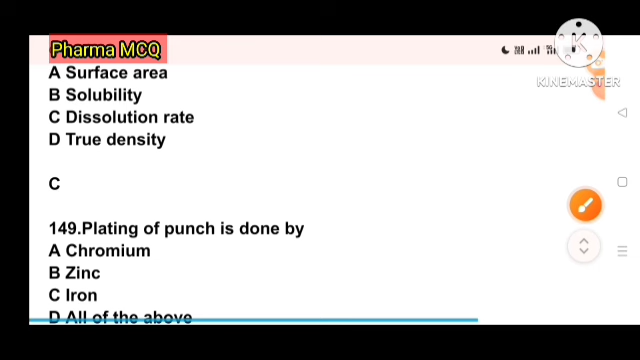 Pharma MCQ
KINEMASTER
A Surface area
B Solubility
C Dissolution rate
D True density
C
149.Plating of punch is done by
A Chromium
B Zinc
C Iron
D All of the above